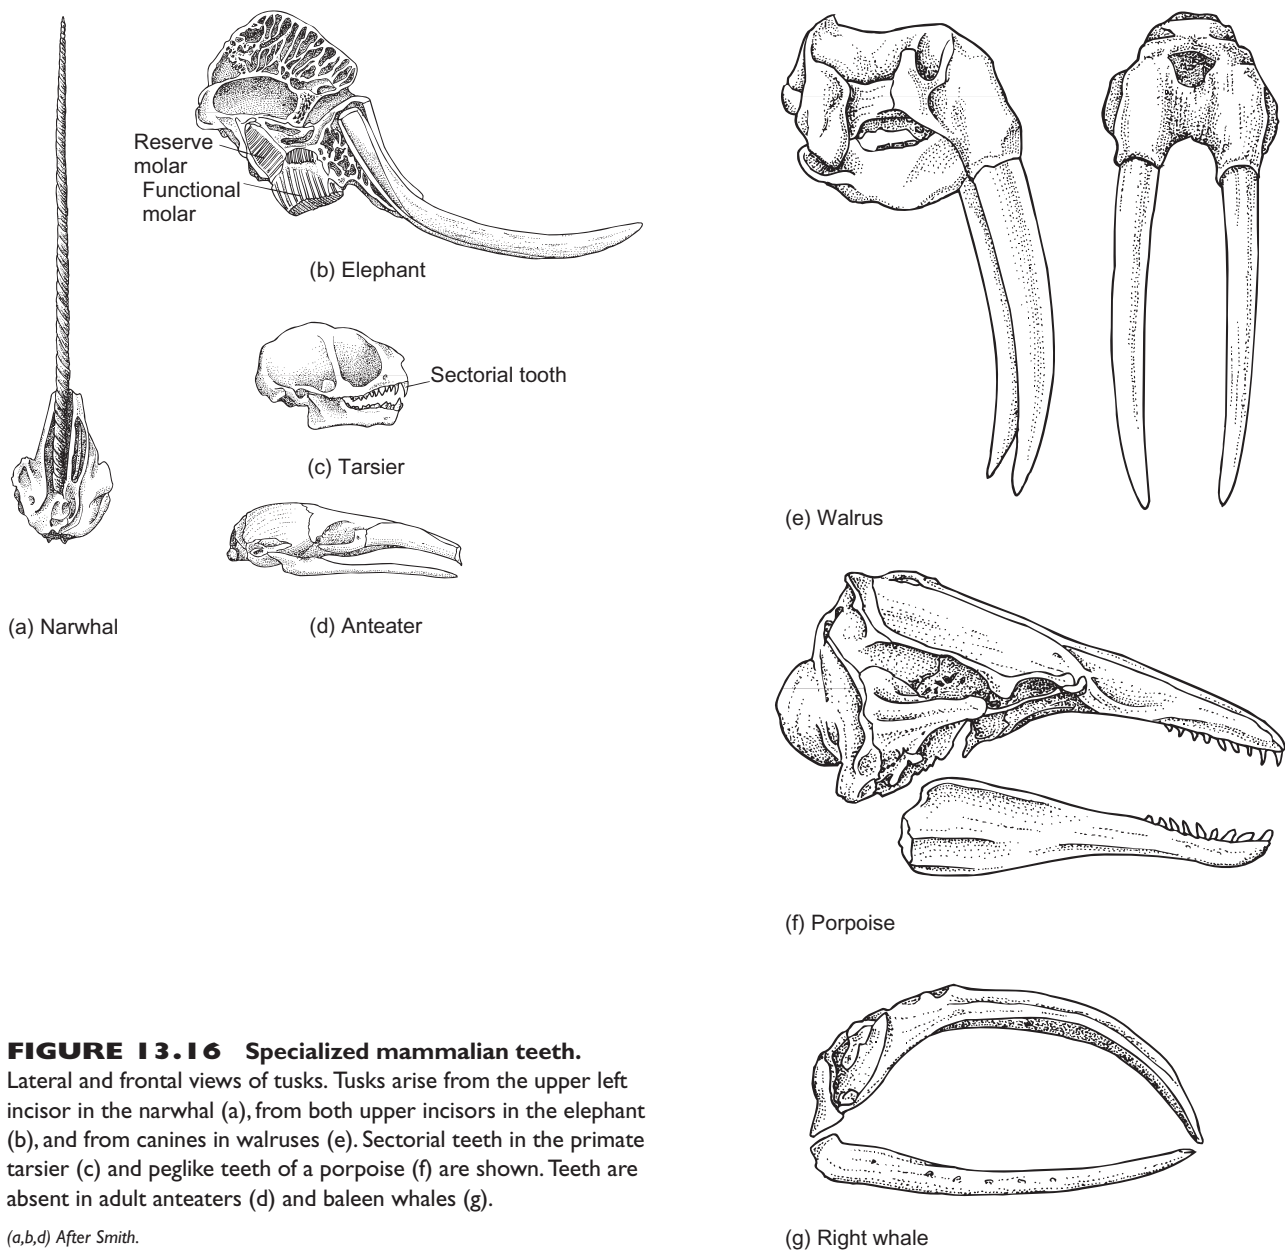 Reserve
molar
Functional
molar
(b) Elephant
Sectorial tooth
(c) Tarsier
(a) Narwhal
(d) Anteater
(e) Walrus
(f) Porpoise
FIGURE 13.16 Specialized mammalian teeth.
Lateral and frontal views of tusks. Tusks arise from the upper left
incisor in the narwhal (a), from both upper incisors in the elephant
(b), and from canines in walruses (e). Sectorial teeth in the primate
tarsier (c) and peglike teeth of a porpoise (f) are shown. Teeth are
absent in adult anteaters (d) and baleen whales (g).
(a,b,d) After Smith.
(g) Right whale